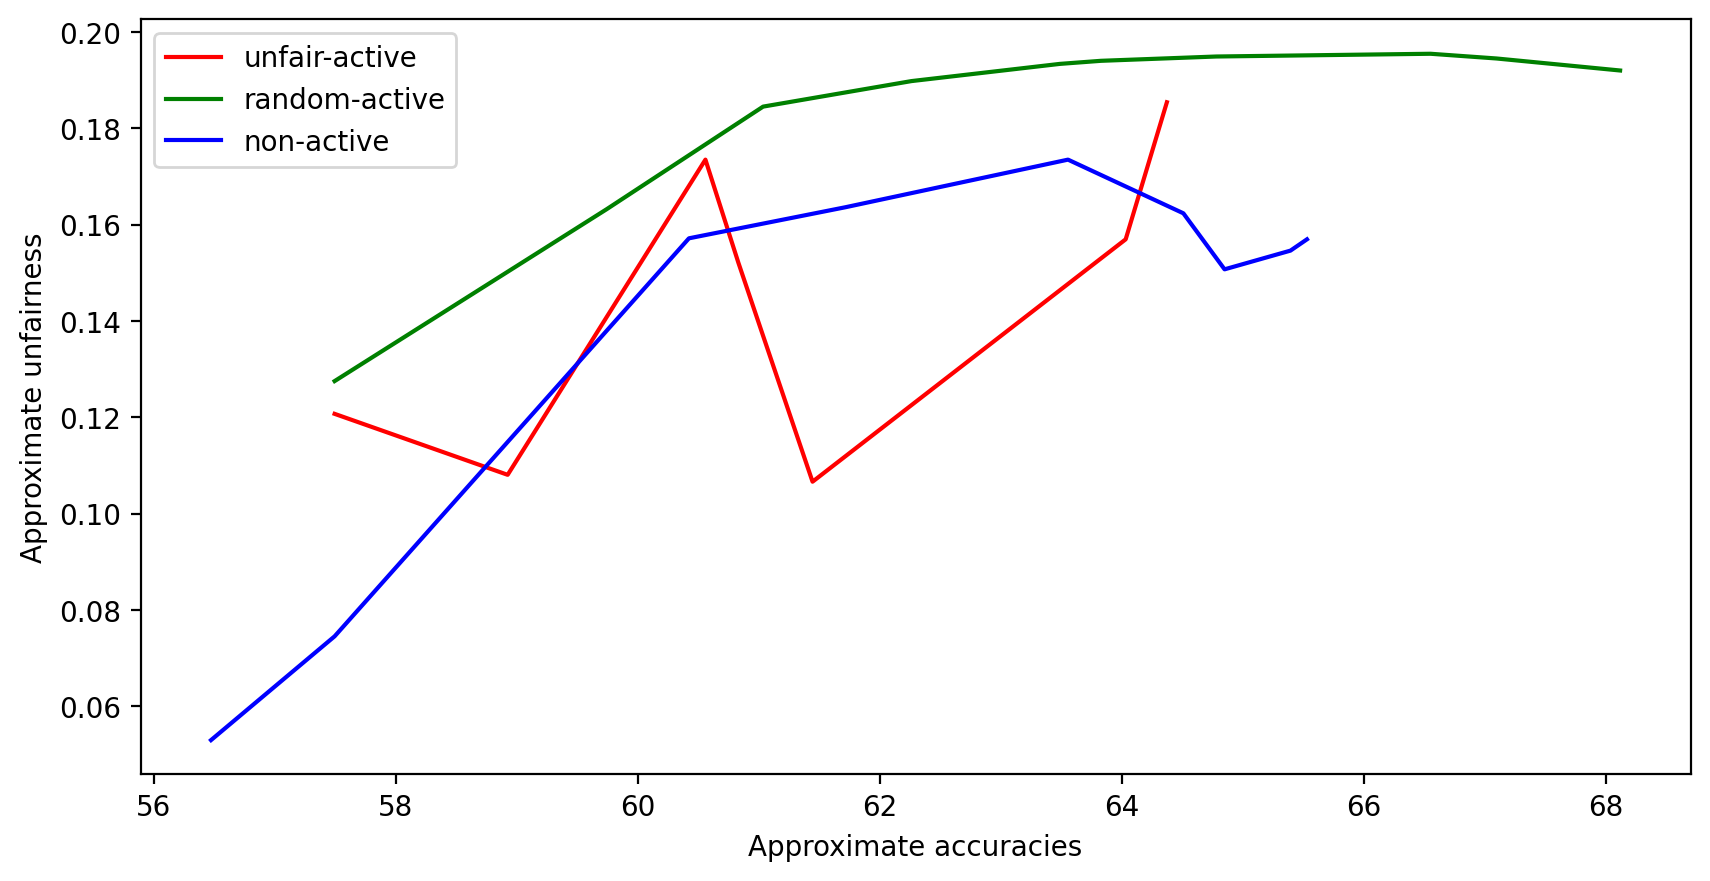 unfair-active
random-active
non-active
Approximate unfairness
0.20
0.18
0.16
0.14
0.12
0.10
0.08
0.06
56 58 60 62 64 66 68
Approximate accuracies